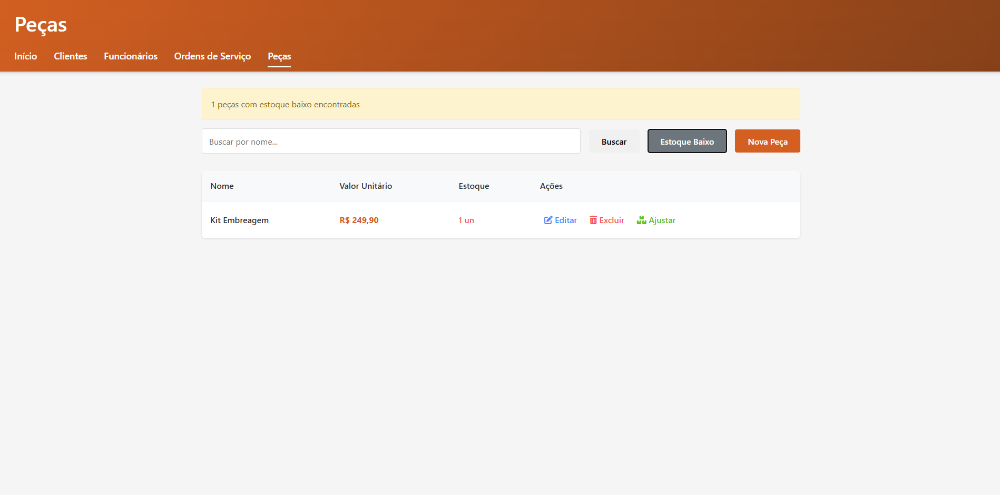 Peças
Início Clientes Funcionários Ordens de Serviço Peças
1 peças com estoque baixo encontradas
Buscar por nome... Buscar Estoque Baixo Nova Peça
Nome Valor Unitário Estoque Ações
Kit Embreagem R$ 249,90 1 un Editar Excluir Ajustar